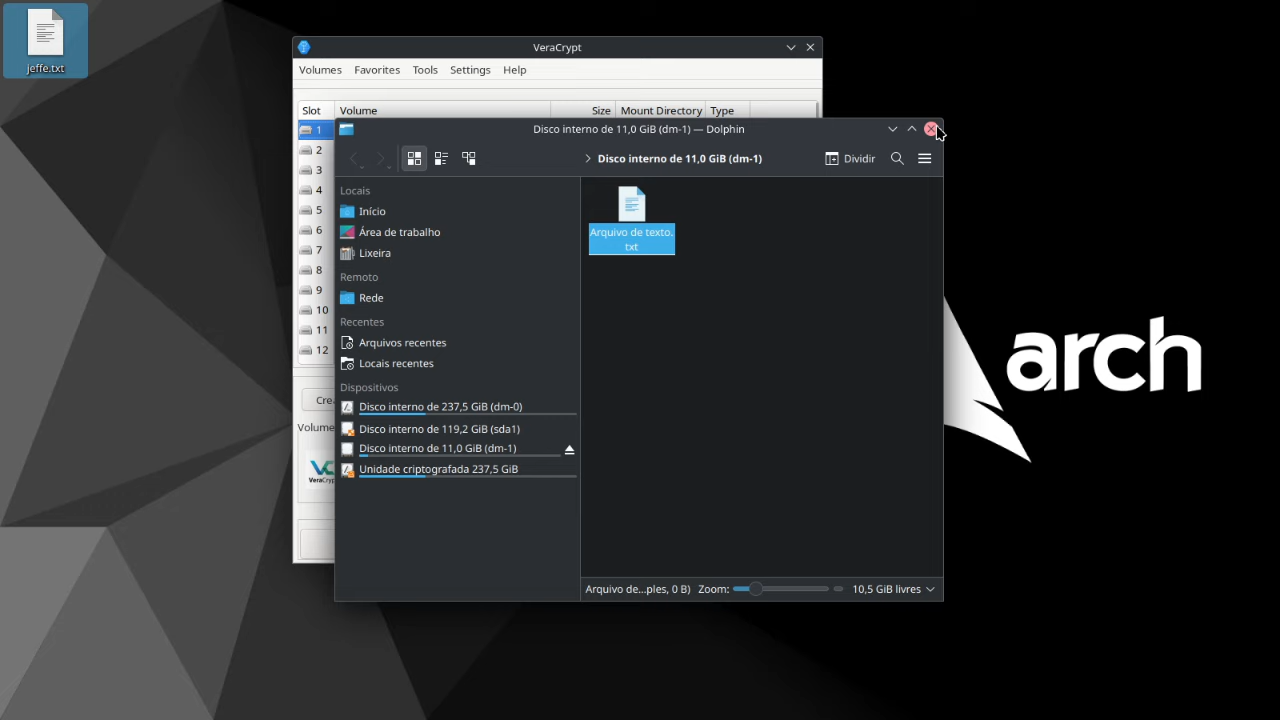 jeffe.txt
VeraCrypt
Volumes Favorites Tools Settings Help
Slot Volume Size Mount Directory Type
1
2
3
4
5
6
7
8
9
10
11
12
Volume
VeraCryp
Disco interno de 11,0 GiB (dm-1) — Dolphin
Disco interno de 11,0 GiB (dm-1)
Dividir
Locais
Início
Área de trabalho
Lixeira
Remoto
Rede
Recentes
Arquivos recentes
Locais recentes
Dispositivos
Disco interno de 237,5 GiB (dm-0)
Disco interno de 119,2 GiB (sda1)
Disco interno de 11,0 GiB (dm-1)
Unidade criptografada 237,5 GiB
Arquivo de texto.
txt
Arquivo de...ples, 0 B) Zoom: 10,5 GiB livres
arch